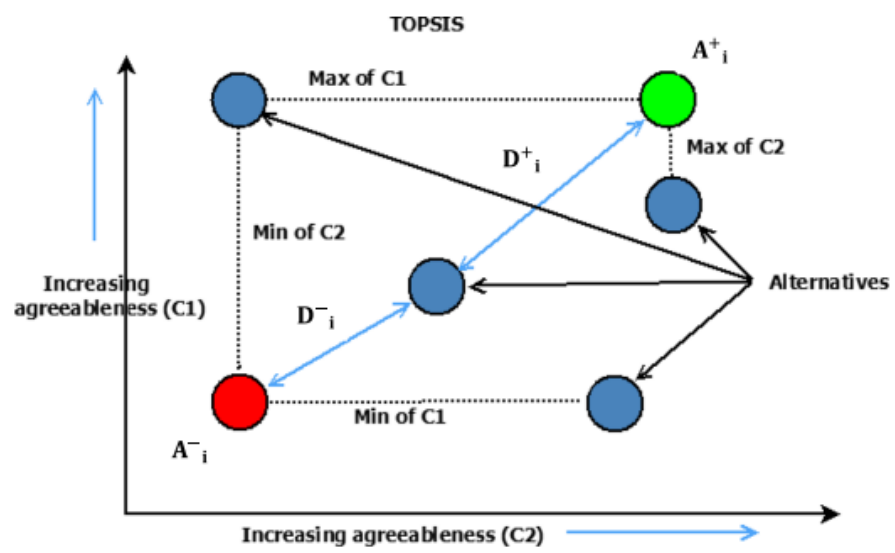 TOPSIS
A⁺ᵢ
Max of C1
D⁺ᵢ
Max of C2
Min of C2
Increasing
agreeableness (C1)
Alternatives
D⁻ᵢ
Min of C1
A⁻ᵢ
Increasing agreeableness (C2)